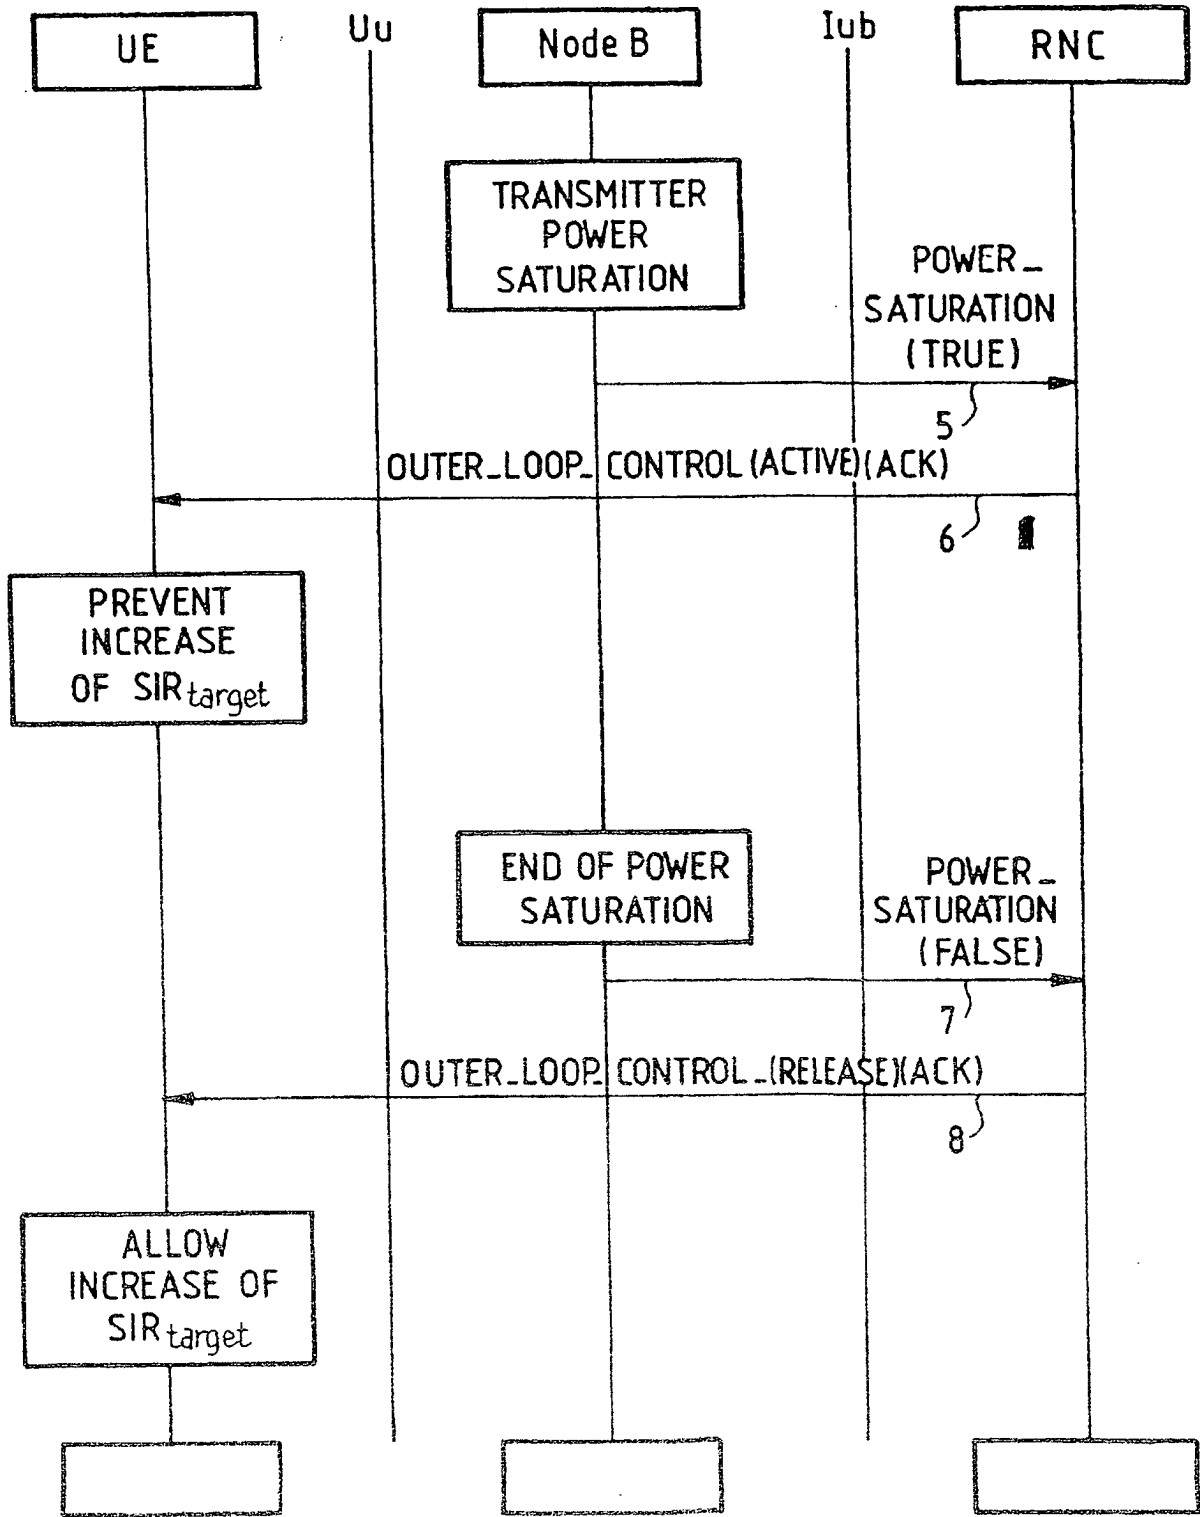 UE
Uu
Node B
Iub
RNC
TRANSMITTER
POWER
SATURATION
POWER_
SATURATION
(TRUE)
5
OUTER_LOOP_CONTROL(ACTIVE)(ACK)
6
PREVENT
INCREASE
OF SIRtarget
END OF POWER
SATURATION
POWER_
SATURATION
(FALSE)
7
OUTER_LOOP_CONTROL_(RELEASE)(ACK)
8
ALLOW
INCREASE OF
SIRtarget